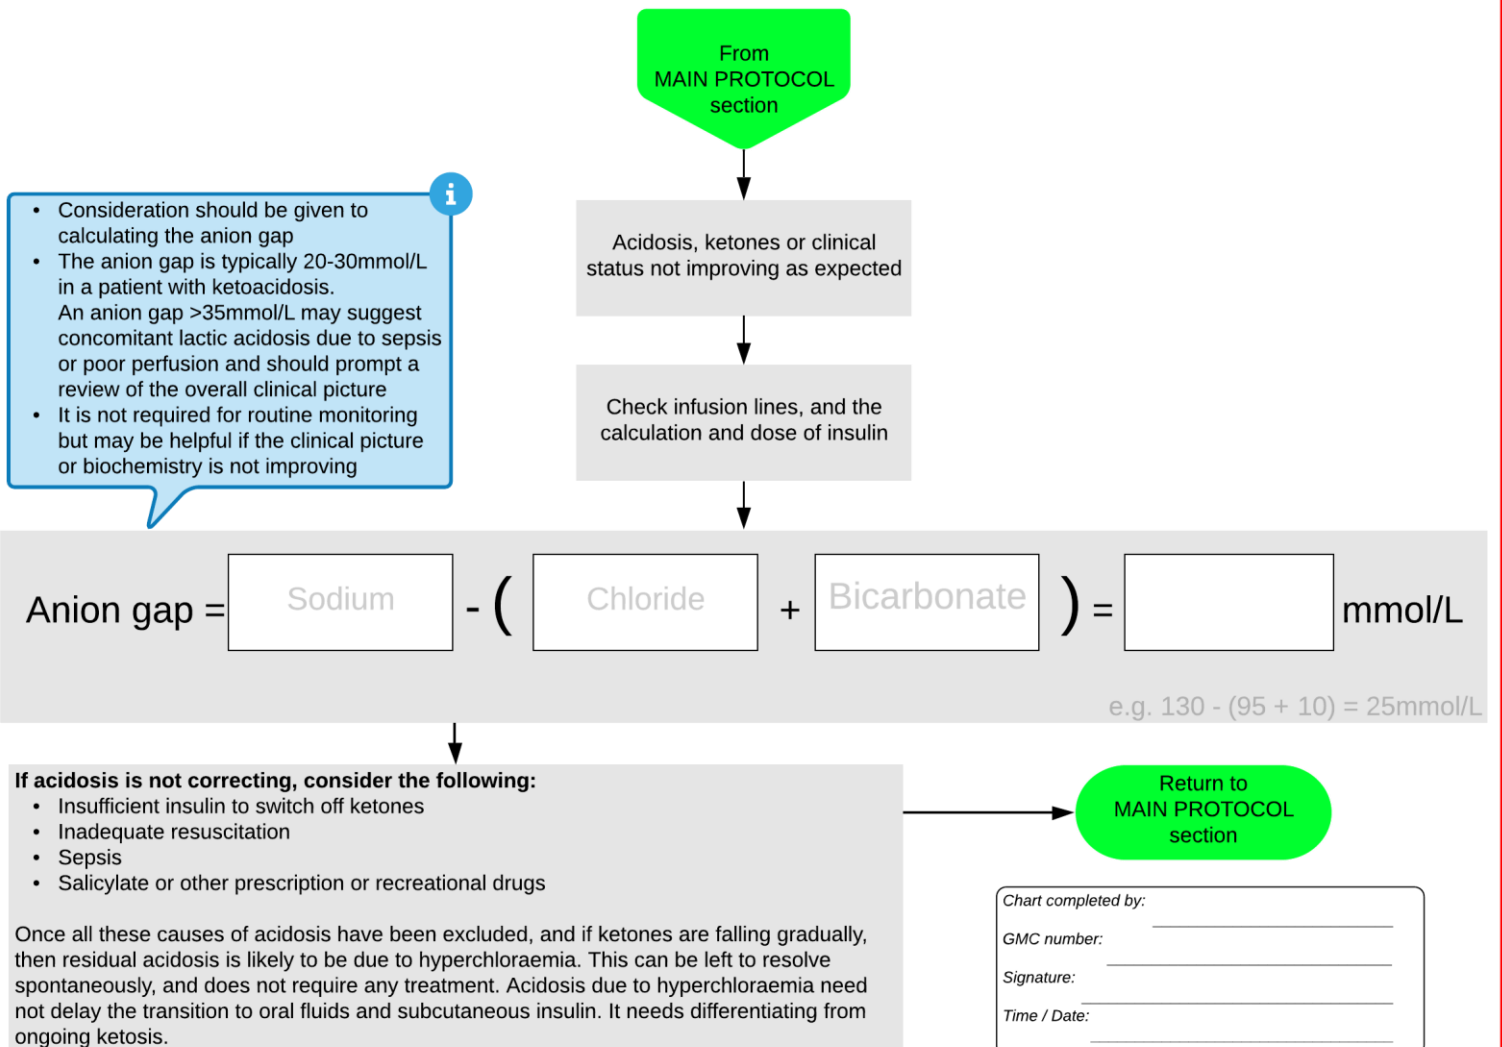 From
MAIN PROTOCOL
section
i
• Consideration should be given to
calculating the anion gap
• The anion gap is typically 20-30mmol/L
in a patient with ketoacidosis.
An anion gap >35mmol/L may suggest
concomitant lactic acidosis due to sepsis
or poor perfusion and should prompt a
review of the overall clinical picture
• It is not required for routine monitoring
but may be helpful if the clinical picture
or biochemistry is not improving
Acidosis, ketones or clinical
status not improving as expected
Check infusion lines, and the
calculation and dose of insulin
Anion gap = Sodium - ( Chloride + Bicarbonate ) = mmol/L
e.g. 130 - (95 + 10) = 25mmol/L
If acidosis is not correcting, consider the following:
• Insufficient insulin to switch off ketones
• Inadequate resuscitation
• Sepsis
• Salicylate or other prescription or recreational drugs
Once all these causes of acidosis have been excluded, and if ketones are falling gradually,
then residual acidosis is likely to be due to hyperchloraemia. This can be left to resolve
spontaneously, and does not require any treatment. Acidosis due to hyperchloraemia need
not delay the transition to oral fluids and subcutaneous insulin. It needs differentiating from
ongoing ketosis.
Return to
MAIN PROTOCOL
section
Chart completed by:
GMC number:
Signature:
Time / Date: